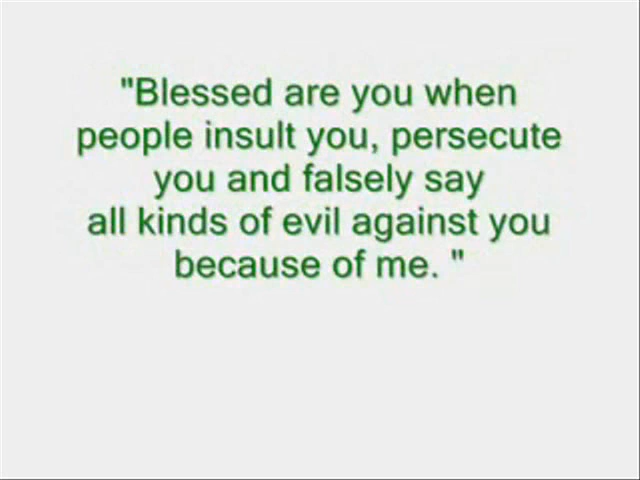 "Blessed are you when
people insult you, persecute
you and falsely say
all kinds of evil against you
because of me. "